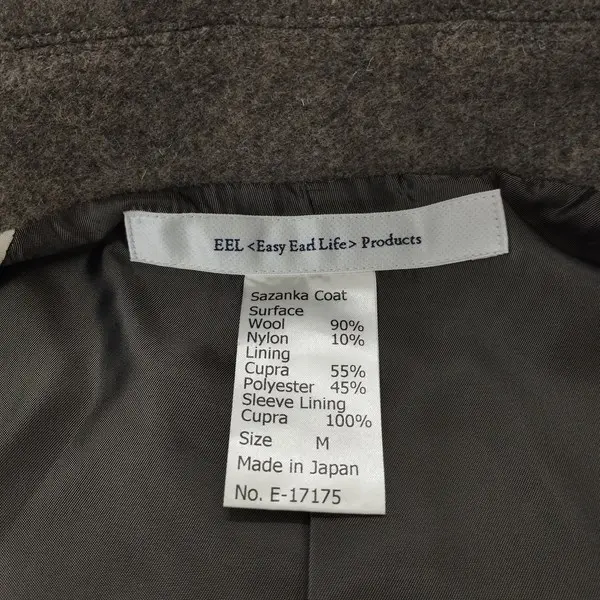 EEL <Easy Earl Life> Products
Sazanka Coat
Surface
Wool 90%
Nylon 10%
Lining
Cupra 55%
Polyester 45%
Sleeve Lining
Cupra 100%
Size M
Made in Japan
No. E-17175